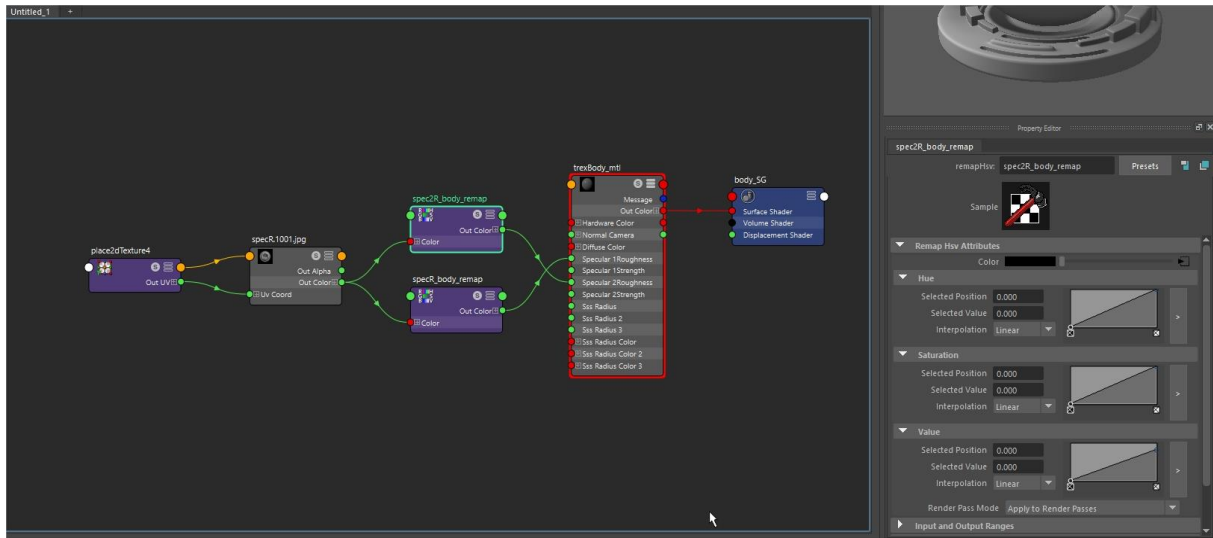 Untitled_1 +
place2dTexture4
Out UV
specR.1001.jpg
Out Alpha
Out Color
Uv Coord
spec2R_body_remap
Out Color
Color
specR_body_remap
Out Color
Color
trexBody_mtl
Message
Out Color
Hardware Color
Normal Camera
Diffuse Color
Specular 1Roughness
Specular 1Strength
Specular 2Roughness
Specular 2Strength
Sss Radius
Sss Radius 2
Sss Radius 3
Sss Radius Color
Sss Radius Color 2
Sss Radius Color 3
body_SG
Surface Shader
Volume Shader
Displacement Shader
Property Editor
spec2R_body_remap
remapHsv: spec2R_body_remap Presets
Sample
Remap Hsv Attributes
Color
Hue
Selected Position 0.000
Selected Value 0.000
Interpolation Linear
>
Saturation
Selected Position 0.000
Selected Value 0.000
Interpolation Linear
>
Value
Selected Position 0.000
Selected Value 0.000
Interpolation Linear
>
Render Pass Mode Apply to Render Passes
Input and Output Ranges